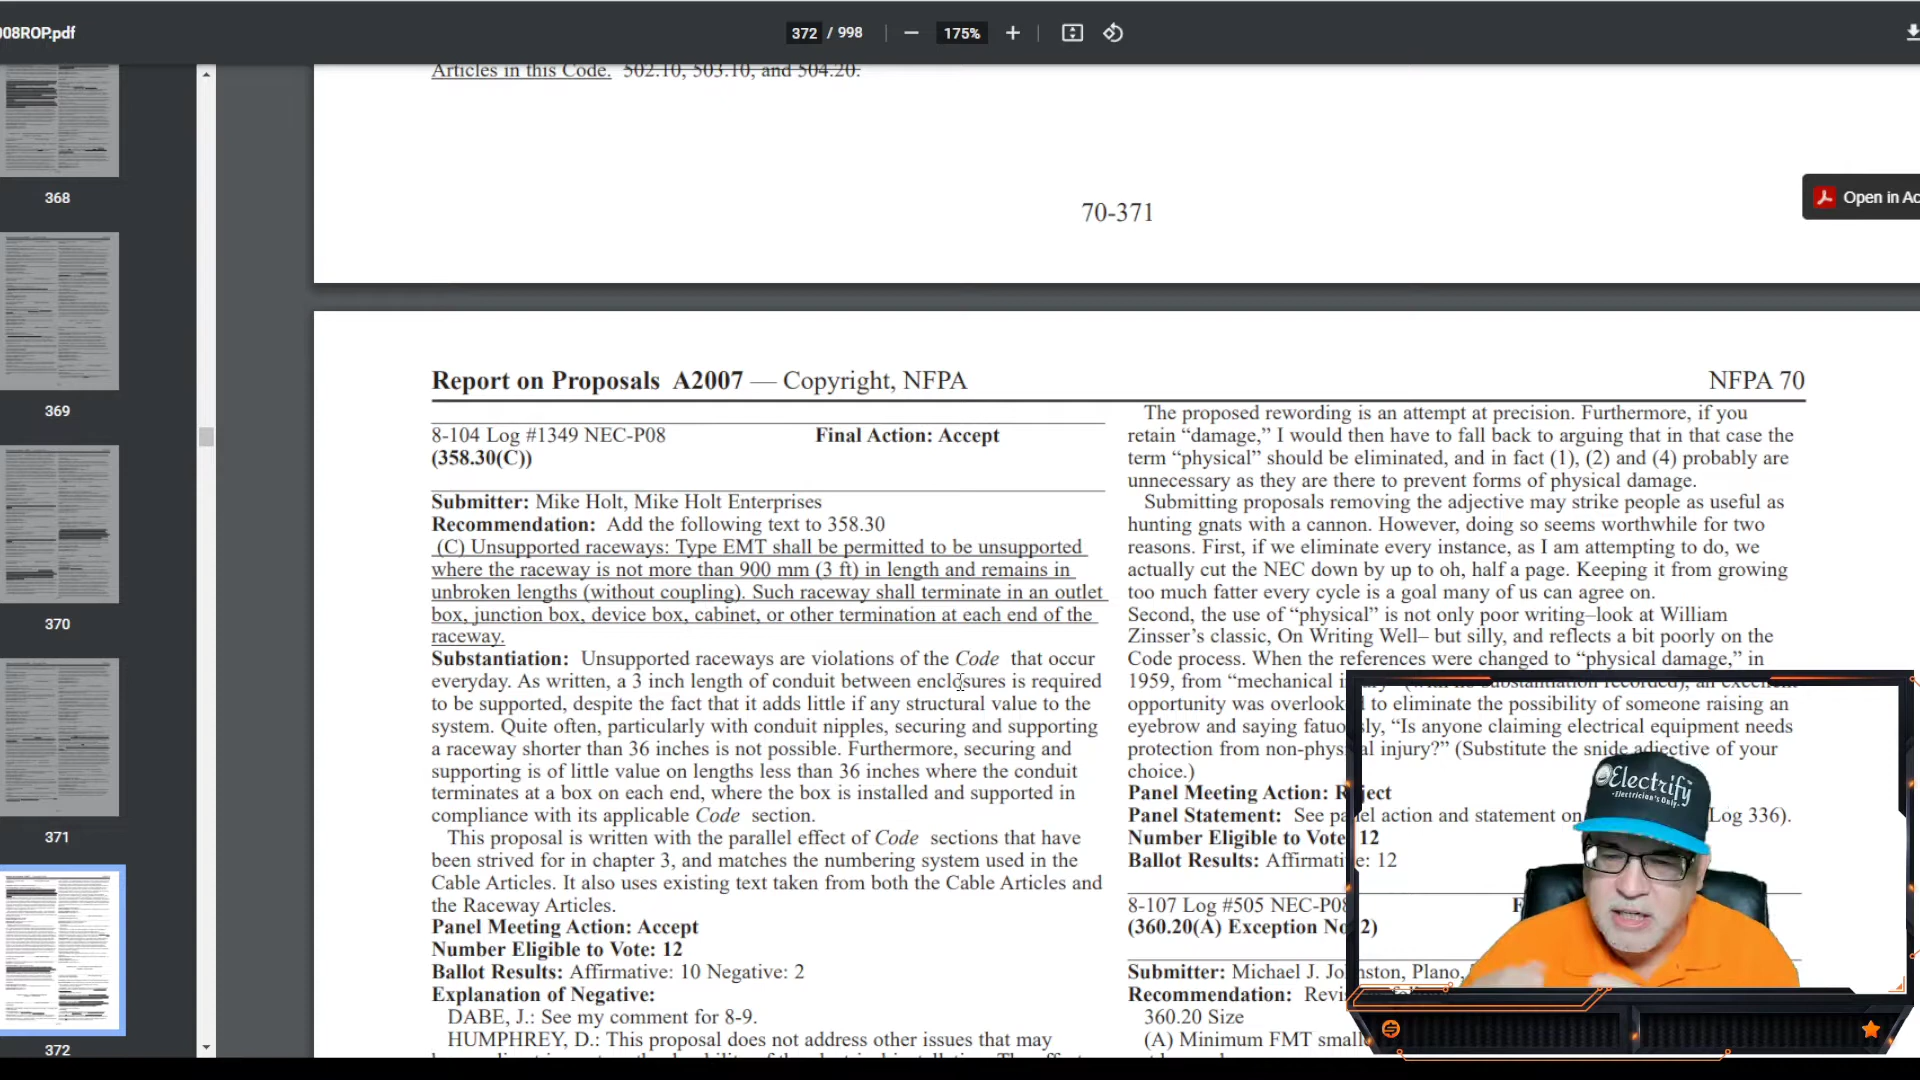 008ROP.pdf
372 / 998
175%
368
369
370
371
372
Open in Ac
Articles in this Code. 502.10, 503.10, and 504.20.
70-371
Report on Proposals A2007 — Copyright, NFPA
NFPA 70
8-104 Log #1349 NEC-P08 Final Action: Accept
(358.30(C))
Submitter: Mike Holt, Mike Holt Enterprises
Recommendation: Add the following text to 358.30
(C) Unsupported raceways: Type EMT shall be permitted to be unsupported
where the raceway is not more than 900 mm (3 ft) in length and remains in
unbroken lengths (without coupling). Such raceway shall terminate in an outlet
box, junction box, device box, cabinet, or other termination at each end of the
raceway.
Substantiation: Unsupported raceways are violations of the Code that occur
everyday. As written, a 3 inch length of conduit between enclosures is required
to be supported, despite the fact that it adds little if any structural value to the
system. Quite often, particularly with conduit nipples, securing and supporting
a raceway shorter than 36 inches is not possible. Furthermore, securing and
supporting is of little value on lengths less than 36 inches where the conduit
terminates at a box on each end, where the box is installed and supported in
compliance with its applicable Code section.
This proposal is written with the parallel effect of Code sections that have
been strived for in chapter 3, and matches the numbering system used in the
Cable Articles. It also uses existing text taken from both the Cable Articles and
the Raceway Articles.
Panel Meeting Action: Accept
Number Eligible to Vote: 12
Ballot Results: Affirmative: 10 Negative: 2
Explanation of Negative:
DABE, J.: See my comment for 8-9.
HUMPHREY, D.: This proposal does not address other issues that may
The proposed rewording is an attempt at precision. Furthermore, if you
retain “damage,” I would then have to fall back to arguing that in that case the
term “physical” should be eliminated, and in fact (1), (2) and (4) probably are
unnecessary as they are there to prevent forms of physical damage.
Submitting proposals removing the adjective may strike people as useful as
hunting gnats with a cannon. However, doing so seems worthwhile for two
reasons. First, if we eliminate every instance, as I am attempting to do, we
actually cut the NEC down by up to oh, half a page. Keeping it from growing
too much fatter every cycle is a goal many of us can agree on.
Second, the use of “physical” is not only poor writing–look at William
Zinsser’s classic, On Writing Well– but silly, and reflects a bit poorly on the
Code process. When the references were changed to “physical damage,” in
1959, from “mechanical
opportunity was overlooked to eliminate the possibility of someone raising an
eyebrow and saying fatuously, “Is anyone claiming electrical equipment needs
protection from non-physical injury?” (Substitute the snide adjective of your
choice.)
Panel Meeting Action: Reject
Panel Statement: See panel action and statement on Log 336).
Number Eligible to Vote: 12
Ballot Results: Affirmative: 12
8-107 Log #505 NEC-P08
(360.20(A) Exception No. 2)
Submitter: Michael J. Johnston, Plano,
Recommendation:
360.20 Size
(A) Minimum FMT
Electrify
-Electrician's Only-